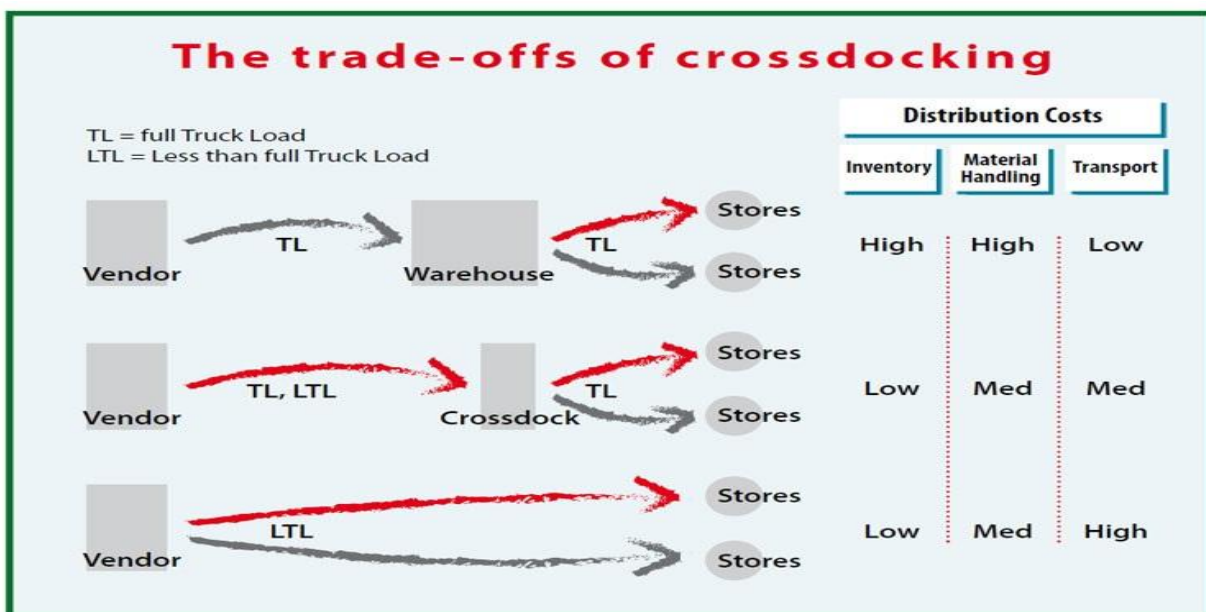 The trade-offs of crossdocking
TL = full Truck Load
LTL = Less than full Truck Load
Distribution Costs
Inventory
Material
Handling
Transport
Vendor
TL
Warehouse
TL
Stores
Stores
High
High
Low
Vendor
TL, LTL
Crossdock
TL
Stores
Stores
Low
Med
Med
Vendor
LTL
Stores
Stores
Low
Med
High